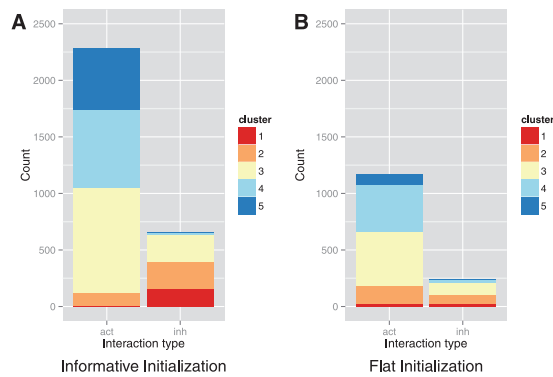 A
2500
2000
1500
1000
500
0
Count
act
inh
Interaction type
cluster
1
2
3
4
5
Informative Initialization
B
2500
2000
1500
1000
500
0
Count
act
inh
Interaction type
cluster
1
2
3
4
5
Flat Initialization